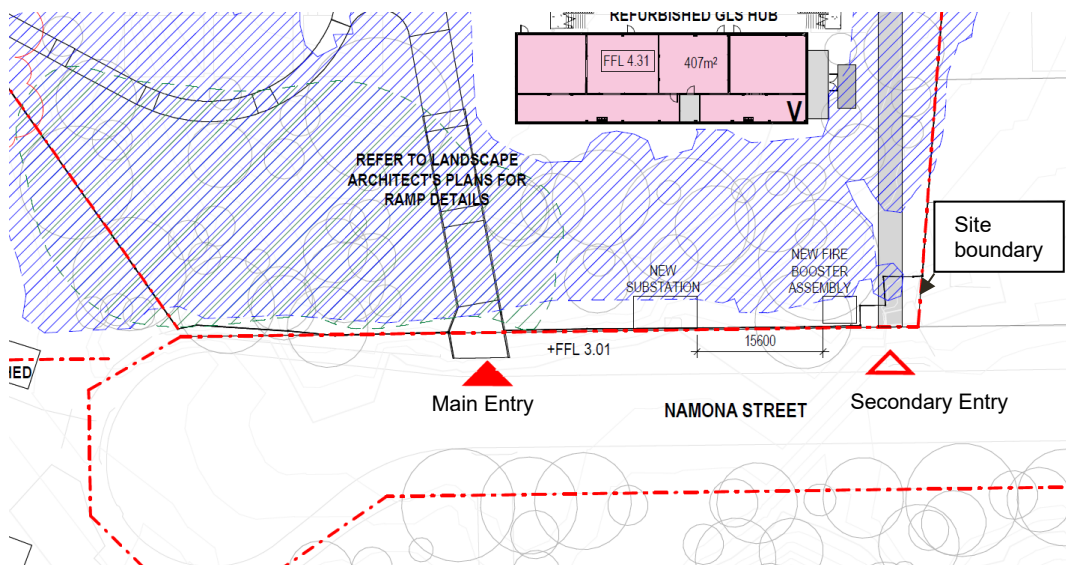 REFURBISHED GLS HUB
FFL 4.31
407m²
V
REFER TO LANDSCAPE
ARCHITECT'S PLANS FOR
RAMP DETAILS
Site
boundary
NEW
SUBSTATION
NEW FIRE
BOOSTER
ASSEMBLY
15600
+FFL 3.01
HED
Main Entry
NAMONA STREET
Secondary Entry